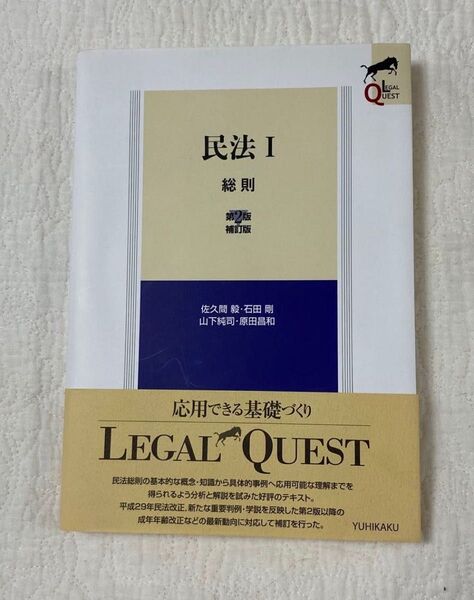 LEGAL
QUEST
民法 I
総則
第2版
補訂版
佐久間 毅・石田 剛
山下純司・原田昌和
応用できる基礎づくり
LEGAL QUEST
民法総則の基本的な概念・知識から具体的事例へ応用可能な理解までを
得られるよう分析と解説を試みた好評のテキスト。
平成29年民法改正、新たな重要判例・学説を反映した第2版以降の
成年年齢改正などの最新動向に対応して補訂を行った。
YUHIKAKU